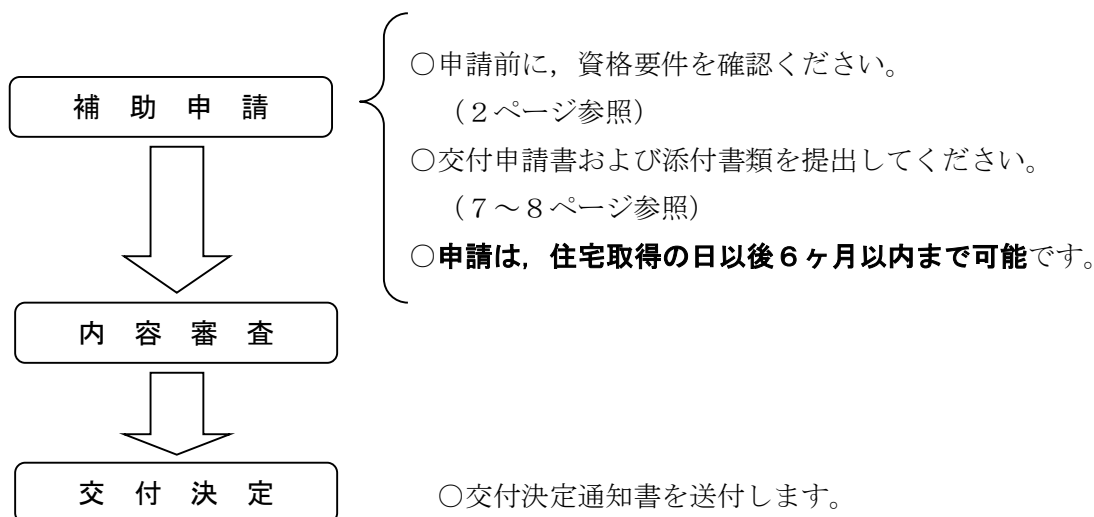 補 助 申 請
○申請前に，資格要件を確認ください。
（２ページ参照）
○交付申請書および添付書類を提出してください。
（７～８ページ参照）
○申請は，住宅取得の日以後６ヶ月以内まで可能です。
内 容 審 査
交 付 決 定
○交付決定通知書を送付します。